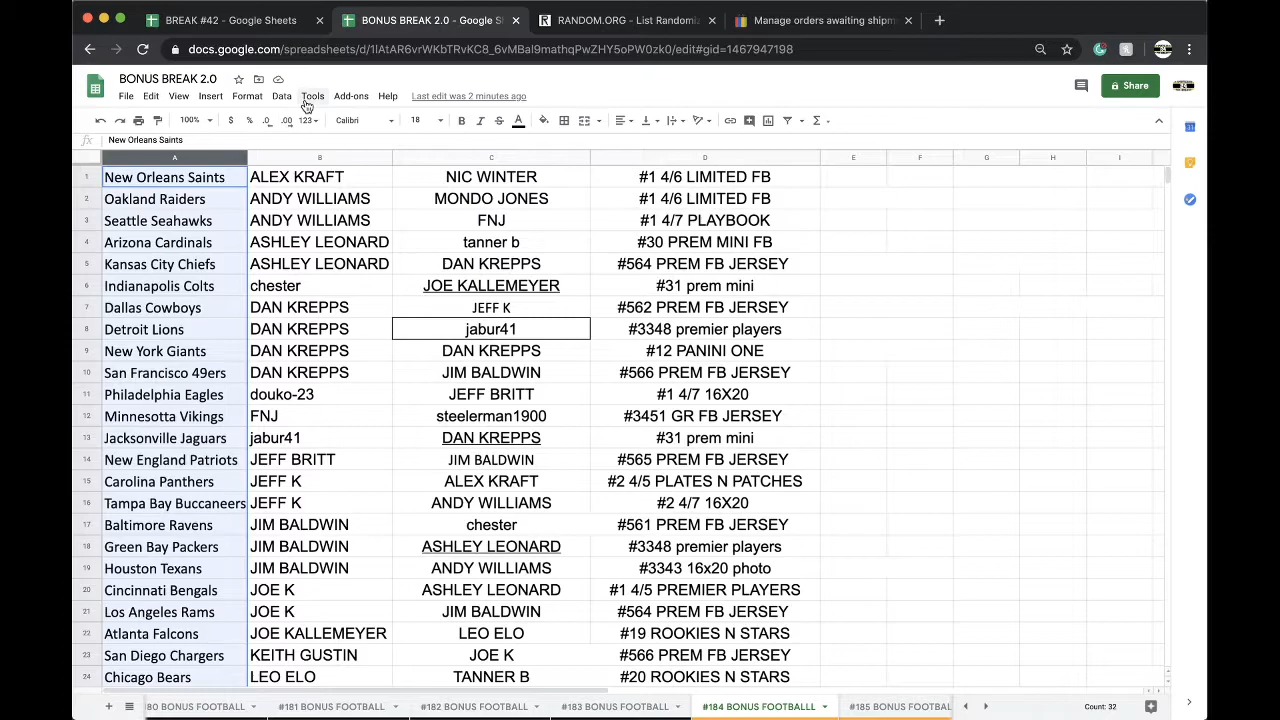 BREAK #42 - Google Sheets
BONUS BREAK 2.0 - Google S
RANDOM.ORG - List Randomiz
Manage orders awaiting shipm
docs.google.com/spreadsheets/d/1lAtAR6vrWKbTRvKC8_6vMBal9mathqPwZHY5oPW0zk0/edit#gid=1467947198
BONUS BREAK 2.0
File Edit View Insert Format Data Tools Add-ons Help Last edit was 2 minutes ago
Share
100% $ % .0 .00 123 Calibri 18 B I S A
fx New Orleans Saints
A B C D E F G H I
1 New Orleans Saints ALEX KRAFT NIC WINTER #1 4/6 LIMITED FB
2 Oakland Raiders ANDY WILLIAMS MONDO JONES #1 4/6 LIMITED FB
3 Seattle Seahawks ANDY WILLIAMS FNJ #1 4/7 PLAYBOOK
4 Arizona Cardinals ASHLEY LEONARD tanner b #30 PREM MINI FB
5 Kansas City Chiefs ASHLEY LEONARD DAN KREPPS #564 PREM FB JERSEY
6 Indianapolis Colts chester JOE KALLEMEYER #31 prem mini
7 Dallas Cowboys DAN KREPPS JEFF K #562 PREM FB JERSEY
8 Detroit Lions DAN KREPPS jabur41 #3348 premier players
9 New York Giants DAN KREPPS DAN KREPPS #12 PANINI ONE
10 San Francisco 49ers DAN KREPPS JIM BALDWIN #566 PREM FB JERSEY
11 Philadelphia Eagles douko-23 JEFF BRITT #1 4/7 16X20
12 Minnesotta Vikings FNJ steelerman1900 #3451 GR FB JERSEY
13 Jacksonville Jaguars jabur41 DAN KREPPS #31 prem mini
14 New England Patriots JEFF BRITT JIM BALDWIN #565 PREM FB JERSEY
15 Carolina Panthers JEFF K ALEX KRAFT #2 4/5 PLATES N PATCHES
16 Tampa Bay Buccaneers JEFF K ANDY WILLIAMS #2 4/7 16X20
17 Baltimore Ravens JIM BALDWIN chester #561 PREM FB JERSEY
18 Green Bay Packers JIM BALDWIN ASHLEY LEONARD #3348 premier players
19 Houston Texans JIM BALDWIN ANDY WILLIAMS #3343 16x20 photo
20 Cincinnati Bengals JOE K ASHLEY LEONARD #1 4/5 PREMIER PLAYERS
21 Los Angeles Rams JOE K JIM BALDWIN #564 PREM FB JERSEY
22 Atlanta Falcons JOE KALLEMEYER LEO ELO #19 ROOKIES N STARS
23 San Diego Chargers KEITH GUSTIN JOE K #566 PREM FB JERSEY
24 Chicago Bears LEO ELO TANNER B #20 ROOKIES N STARS
80 BONUS FOOTBALL #181 BONUS FOOTBALL #182 BONUS FOOTBALL #183 BONUS FOOTBALL #184 BONUS FOOTBALLL #185 BONUS FOOTBAL Count: 32